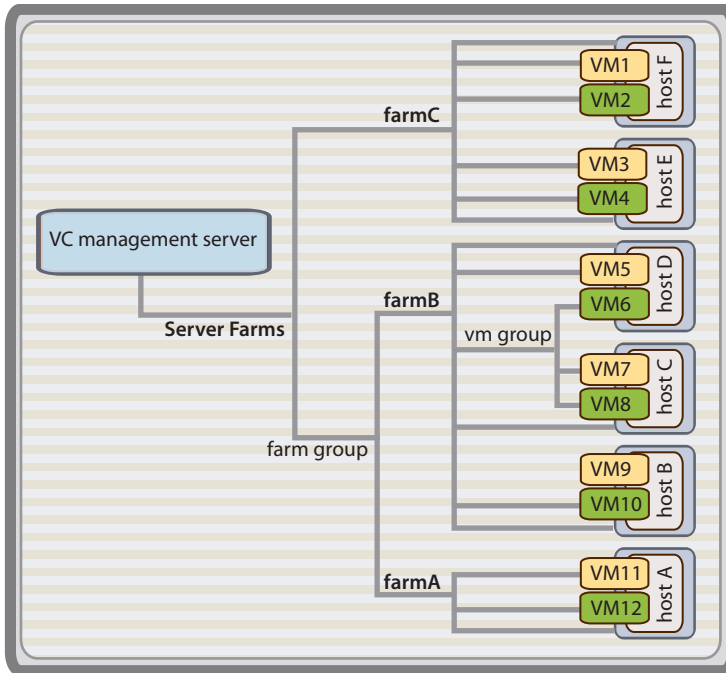 VM1
host F
farmC
VM2
VM3
host E
VM4
VC management server
VM5
host D
farmB
VM6
Server Farms
vm group
VM7
host C
VM8
farm group
VM9
host B
VM10
VM11
host A
farmA
VM12